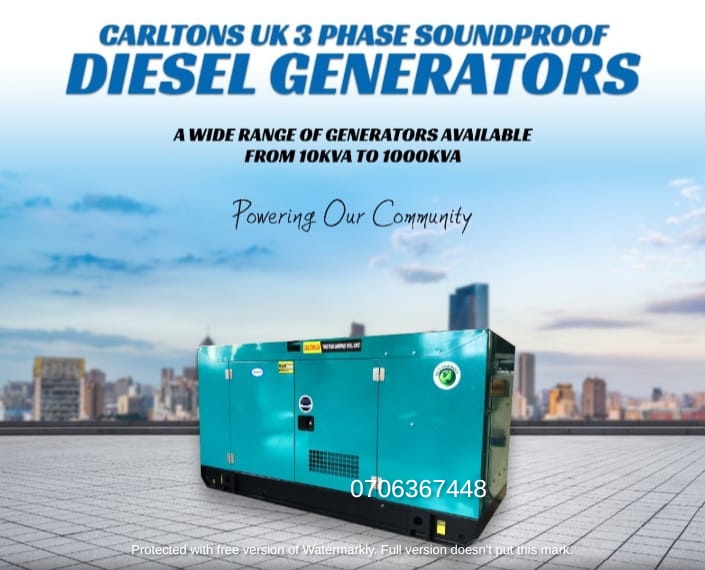 CARLTONS UK 3 PHASE SOUNDPROOF
DIESEL GENERATORS
A WIDE RANGE OF GENERATORS AVAILABLE
FROM 10KVA TO 1000KVA
Powering Our Community
0706367448
Protected with free version of Watermarkly. Full version doesn't put this mark.